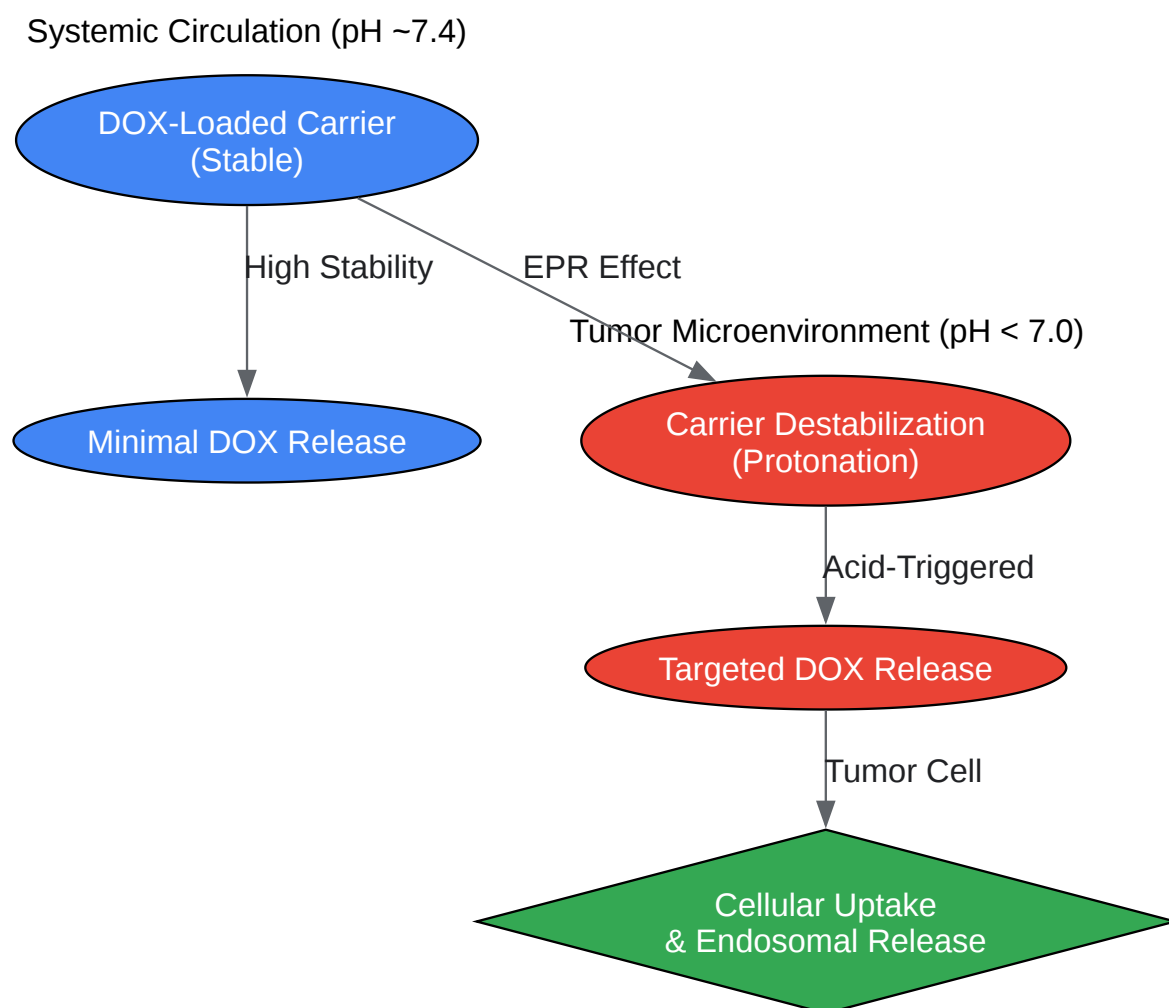 Systemic Circulation (pH ~7.4)
DOX-Loaded Carrier
(Stable)
High Stability
EPR Effect
Minimal DOX Release
Tumor Microenvironment (pH < 7.0)
Carrier Destabilization
(Protonation)
Acid-Triggered
Targeted DOX Release
Tumor Cell
Cellular Uptake
& Endosomal Release